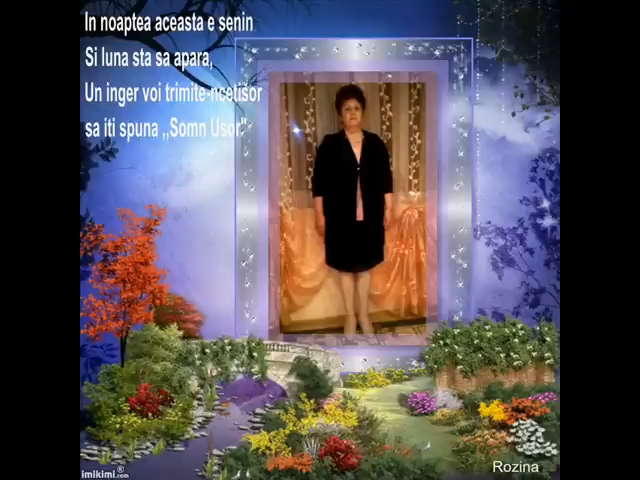 In noaptea aceasta e senin
Si luna sta sa apara,
Un inger voi trimite-ncetisor
sa iti spuna ,,Somn Usor"
imikimi®.com
Rozina